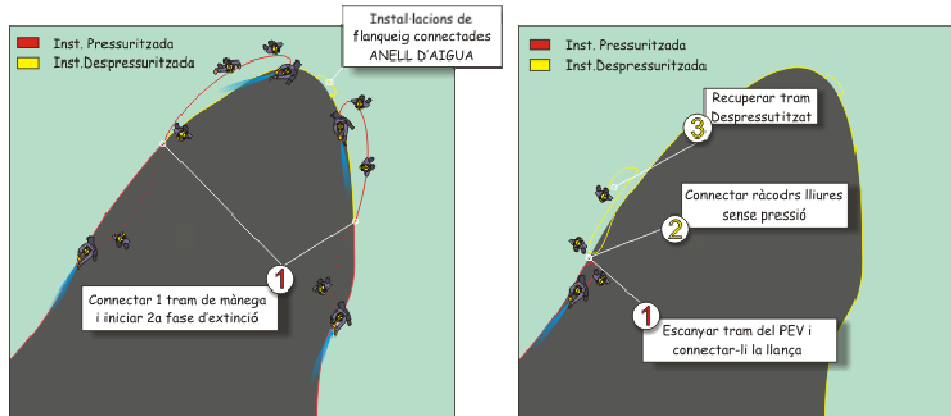 Inst. Pressuritzada
Inst.Despressuritzada
Instal·lacions de
flanqueig connectades
ANELL D'AIGUA
1
Connectar 1 tram de mànega
i iniciar 2a fase d'extinció
Inst. Pressuritzada
Inst.Despressuritzada
Recuperar tram
Despressutitzat
3
Connectar ràcodrs lliures
sense pressió
2
1
Escanyar tram del PEV i
connectar-li la llança